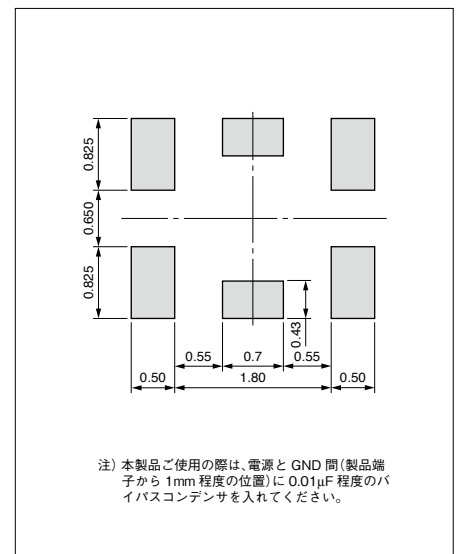 0.825
0.650
0.825
0.43
0.55 0.7 0.55
0.50 1.80 0.50
注) 本製品ご使用の際は、電源と GND 間(製品端
子から 1mm 程度の位置)に 0.01μF 程度のバ
イパスコンデンサを入れてください。